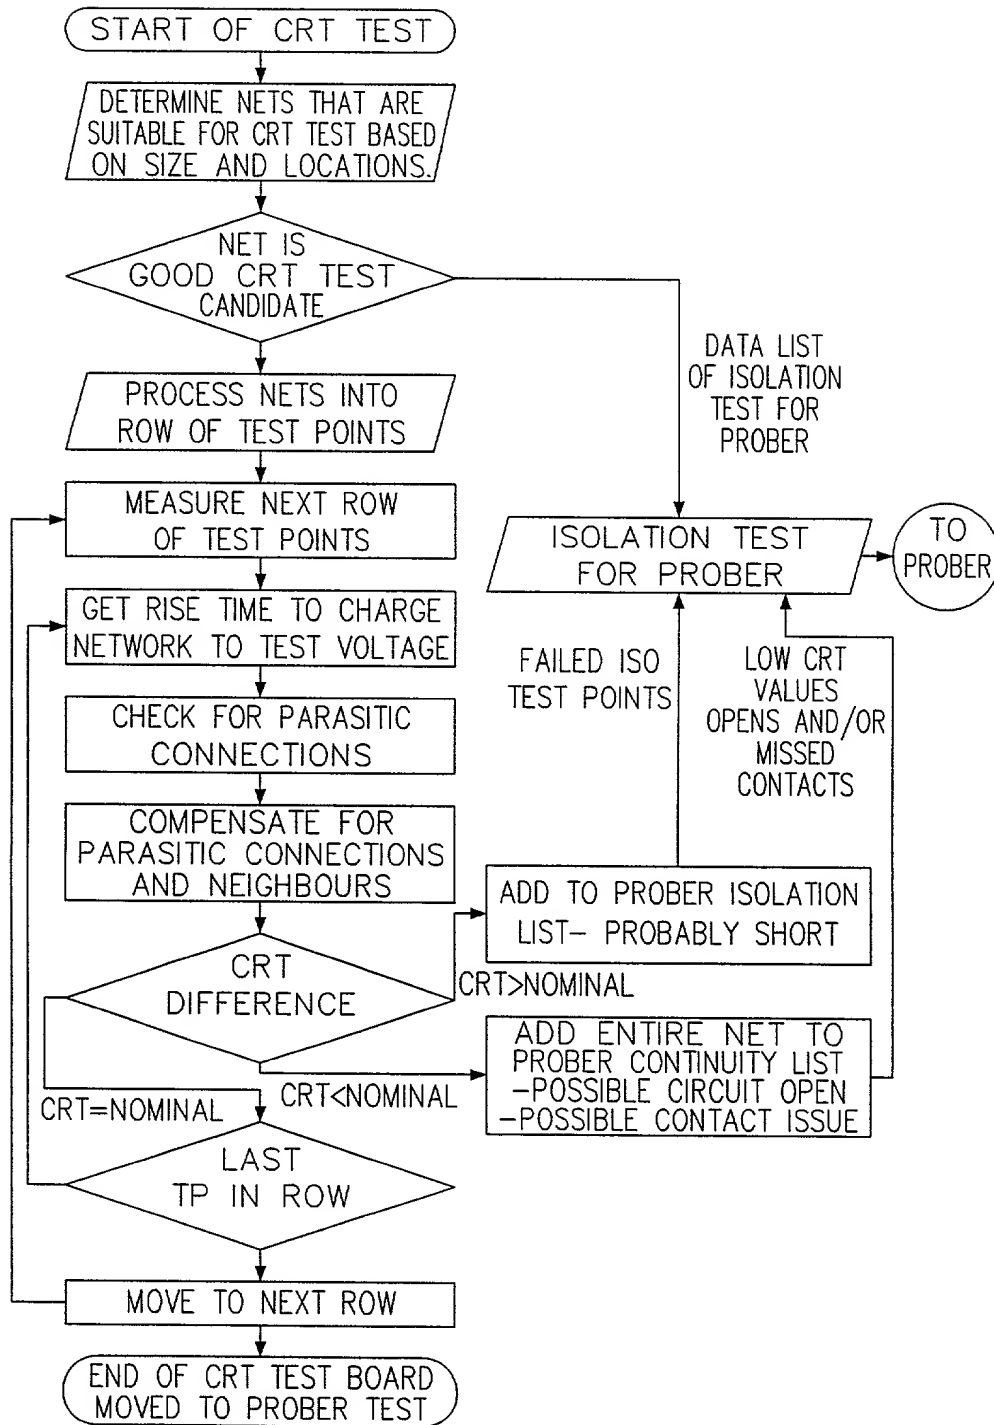 START OF CRT TEST
DETERMINE NETS THAT ARE
SUITABLE FOR CRT TEST BASED
ON SIZE AND LOCATIONS.
NET IS
GOOD CRT TEST
CANDIDATE
DATA LIST
OF ISOLATION
TEST FOR
PROBER
PROCESS NETS INTO
ROW OF TEST POINTS
MEASURE NEXT ROW
OF TEST POINTS
ISOLATION TEST
FOR PROBER
TO
PROBER
GET RISE TIME TO CHARGE
NETWORK TO TEST VOLTAGE
FAILED ISO
TEST POINTS
LOW CRT
VALUES
OPENS AND/OR
MISSED
CONTACTS
CHECK FOR PARASITIC
CONNECTIONS
COMPENSATE FOR
PARASITIC CONNECTIONS
AND NEIGHBOURS
ADD TO PROBER ISOLATION
LIST- PROBABLY SHORT
CRT
DIFFERENCE
CRT>NOMINAL
ADD ENTIRE NET TO
PROBER CONTINUITY LIST
-POSSIBLE CIRCUIT OPEN
-POSSIBLE CONTACT ISSUE
CRT<NOMINAL
CRT=NOMINAL
LAST
TP IN ROW
MOVE TO NEXT ROW
END OF CRT TEST BOARD
MOVED TO PROBER TEST